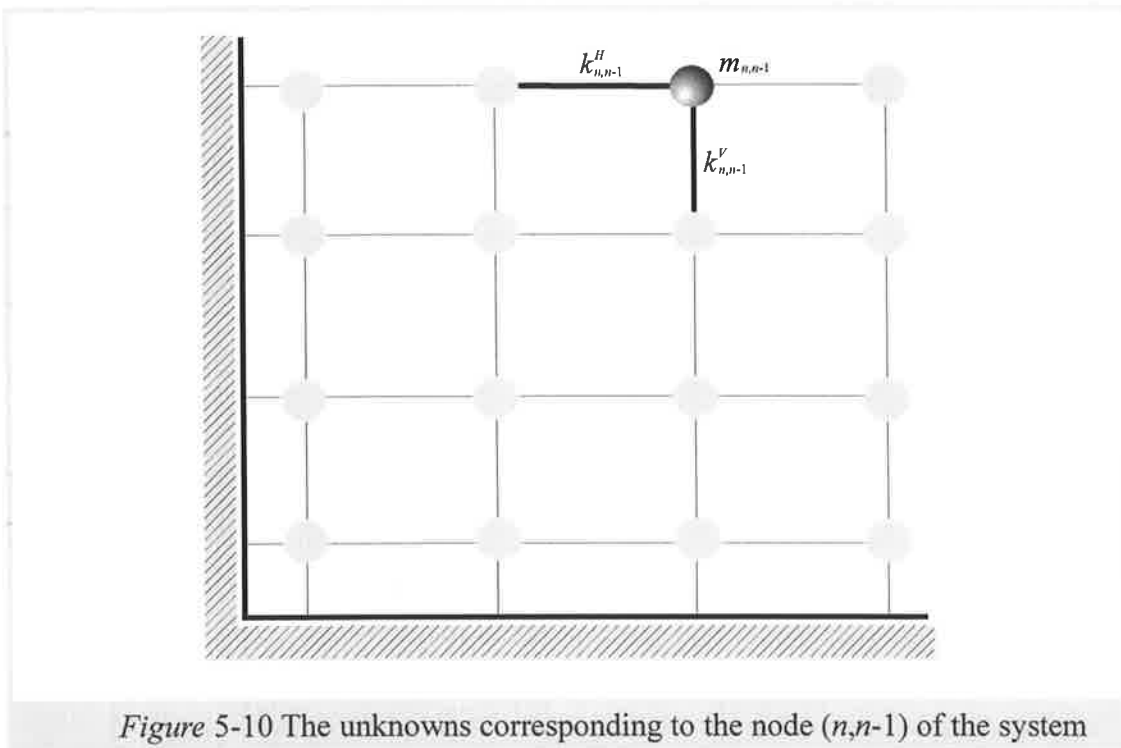 k^H_{n,n-1}
m_{n,n-1}
k^V_{n,n-1}
Figure 5-10 The unknowns corresponding to the node (n,n-1) of the system